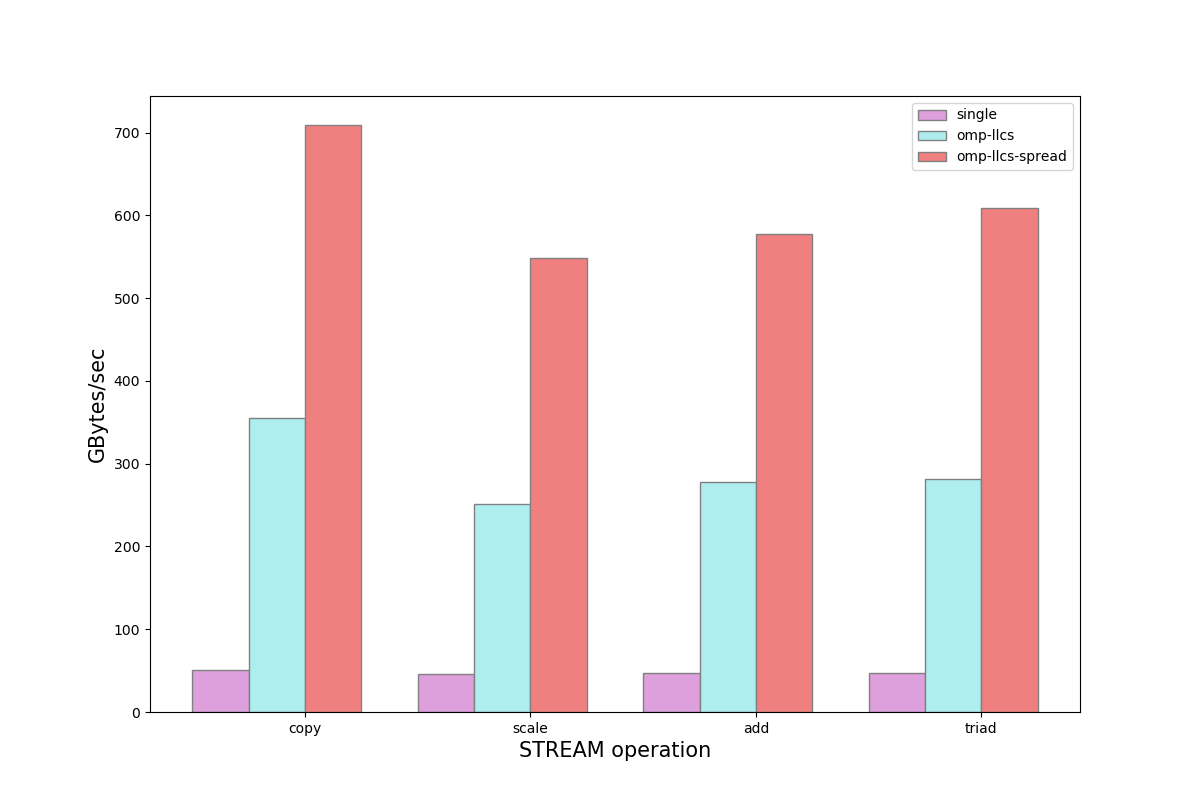 single
omp-llcs
omp-llcs-spread
GBytes/sec
700
600
500
400
300
200
100
0
copy scale add triad
STREAM operation